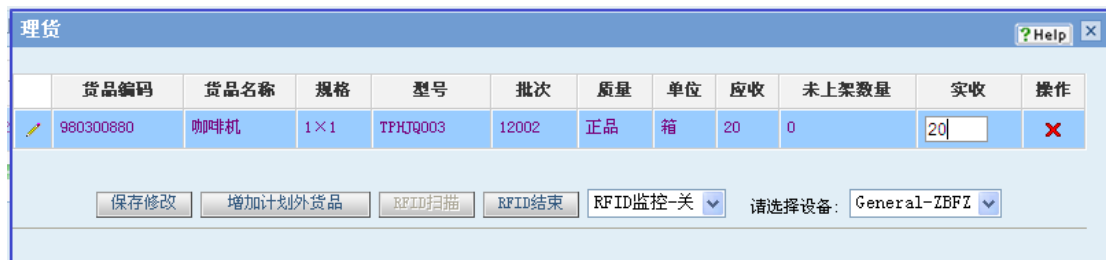 理货 ?Help
货品编码 货品名称 规格 型号 批次 质量 单位 应收 未上架数量 实收 操作
980300880 咖啡机 1×1 TPHJQ003 12002 正品 箱 20 0 20
保存修改 增加计划外货品 RFID扫描 RFID结束 RFID监控-关 请选择设备: General-ZBFZ